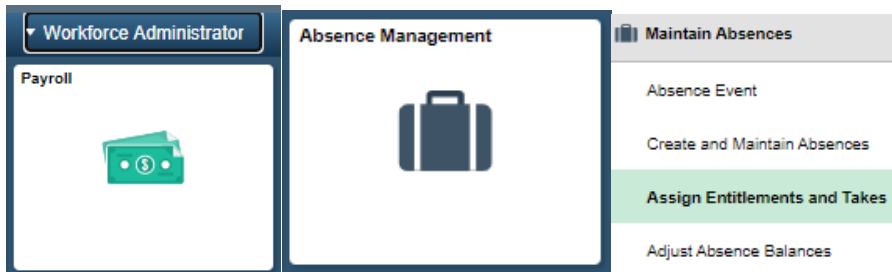 Workforce Administrator
Payroll
$
Absence Management
Maintain Absences
Absence Event
Create and Maintain Absences
Assign Entitlements and Takes
Adjust Absence Balances